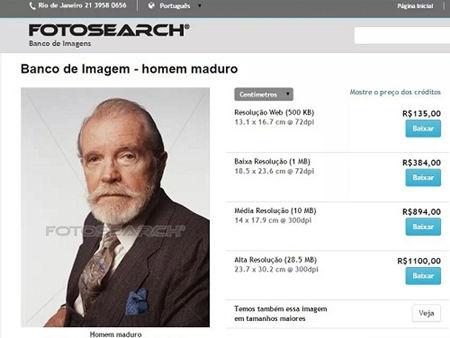 Rio de Janeiro 21 3958 0656
Português
Página Inicial
FOTOSEARCH®
Banco de Imagens
Banco de Imagem - homem maduro
Centímetros
Mostre o preço dos créditos
Resolução Web (500 KB)
13.1 x 16.7 cm @ 72dpi
R$135,00
Baixar
Baixa Resolução (1 MB)
18.5 x 23.6 cm @ 72dpi
R$384,00
Baixar
Média Resolução (10 MB)
14 x 17.9 cm @ 300dpi
R$894,00
Baixar
FOTOSEARCH®
Alta Resolução (28.5 MB)
23.7 x 30.2 cm @ 300dpi
R$1100,00
Baixar
Temos também essa imagem
em tamanhos maiores
Veja
Homem maduro